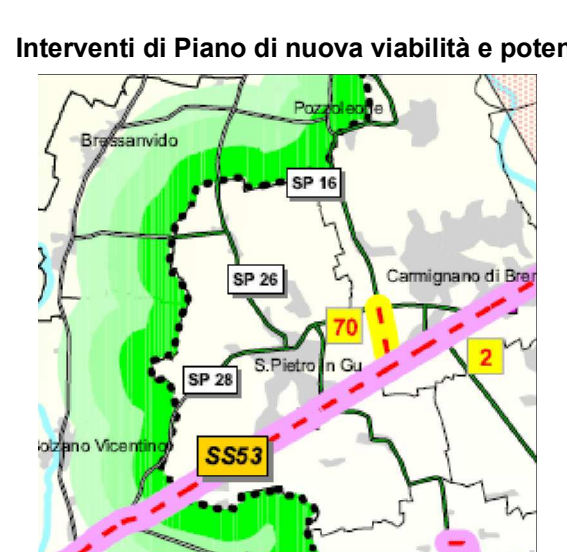 Interventi di Piano di nuova viabilità e poten
Pozzoleone
Bressanvido
SP 16
SP 26
Carmignano di Bren
70
2
S.Pietro in Gu
SP 28
olzano Vicentino
SS53